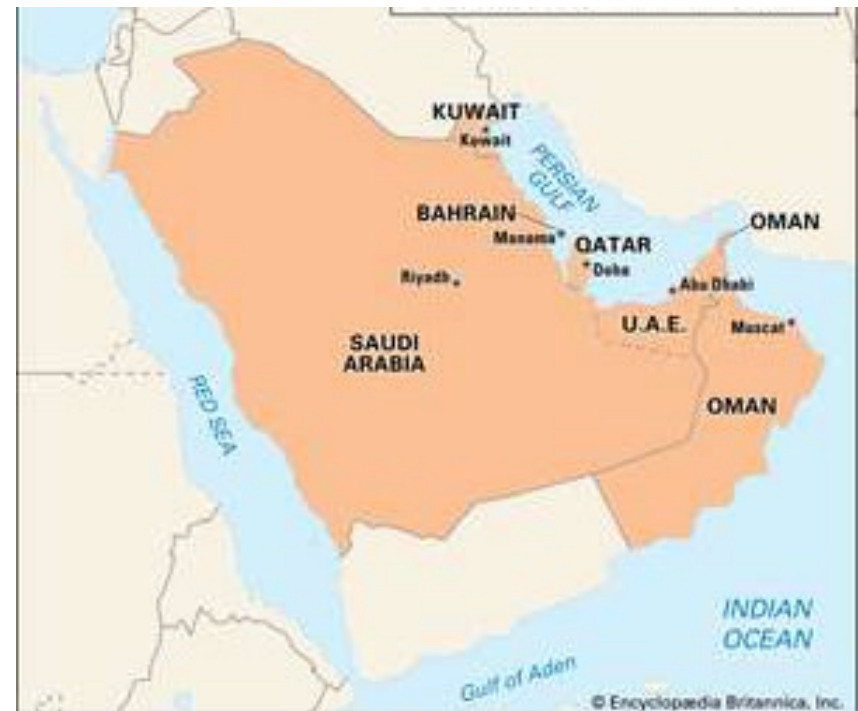 KUWAIT
Kuwait
PERSIAN
GULF
BAHRAIN
Manama
QATAR
Doha
OMAN
Abu Dhabi
Riyadh
U.A.E.
Muscat
SAUDI
ARABIA
RED SEA
OMAN
INDIAN
OCEAN
Gulf of Aden
© Encyclopædia Britannica, Inc.